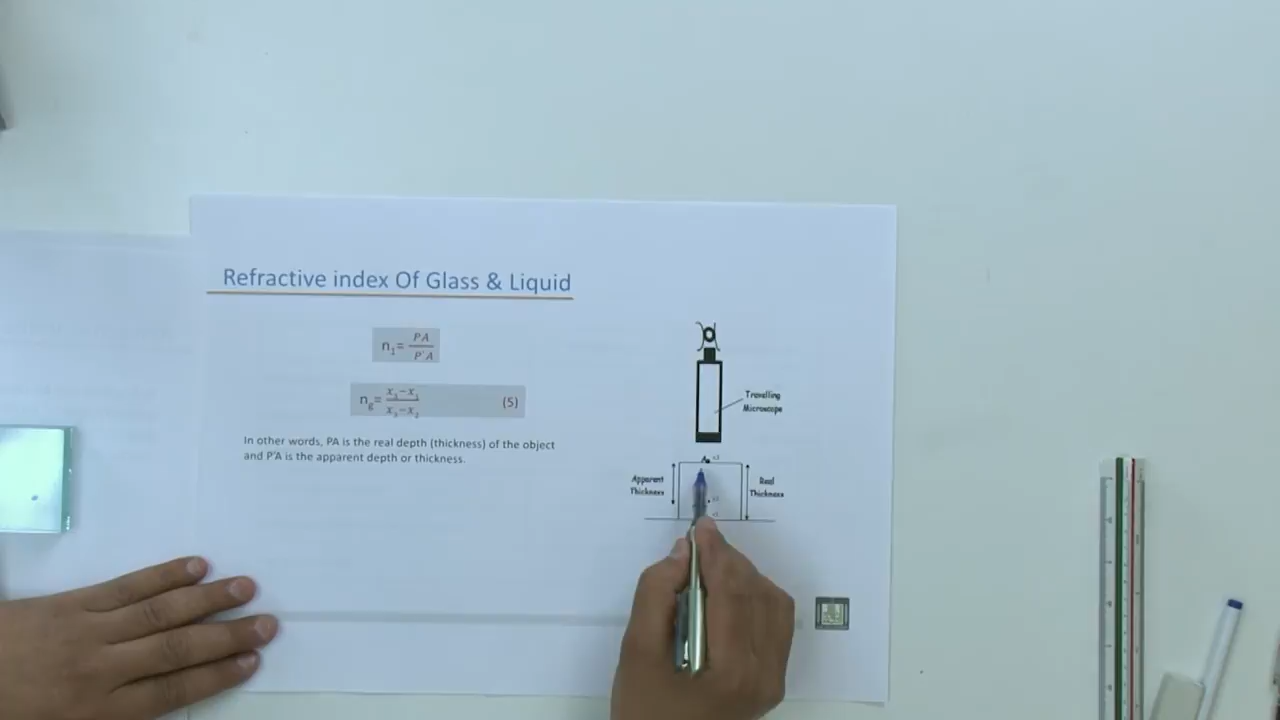 Refractive index Of Glass & Liquid
n₁= PA / P'A
n_g= x₃−x₁ / x₃−x₂ (5)
In other words, PA is the real depth (thickness) of the object
and P'A is the apparent depth or thickness.
Travelling
Microscope
Apparent
Thickness
Real
Thickness